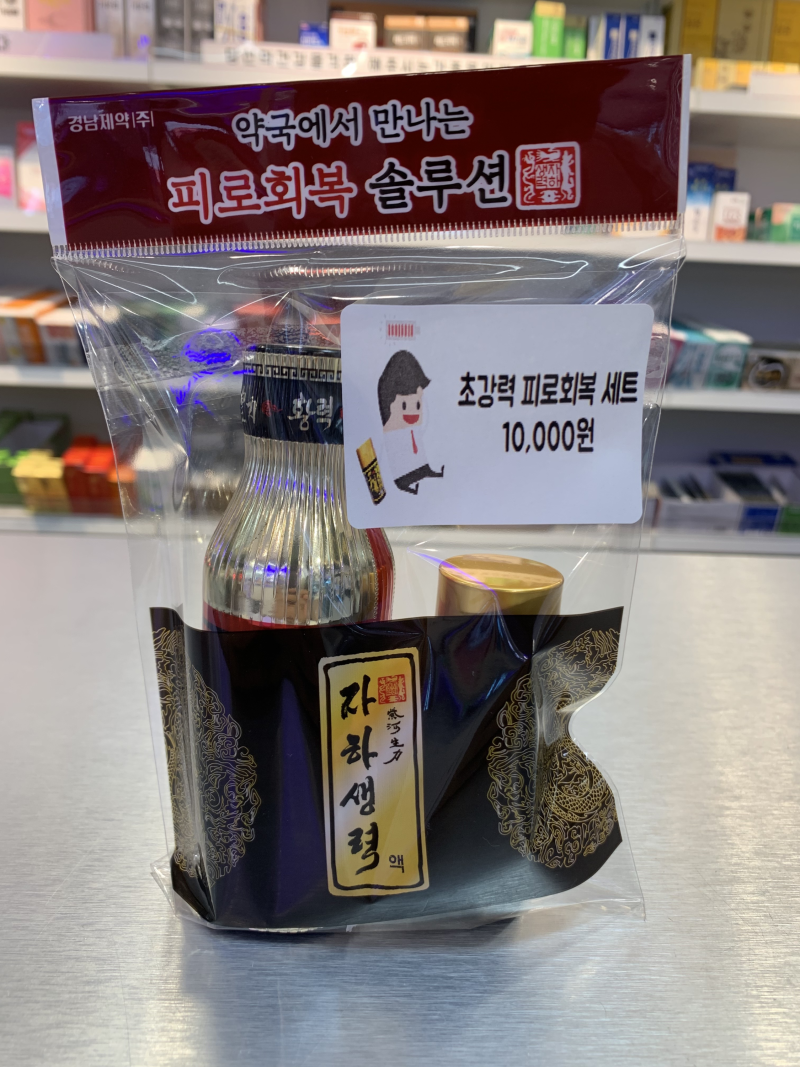 경남제약(주)
약국에서 만나는
피로회복 솔루션
초강력 피로회복 세트
10,000원
황력
자하생력
紫河生力
액